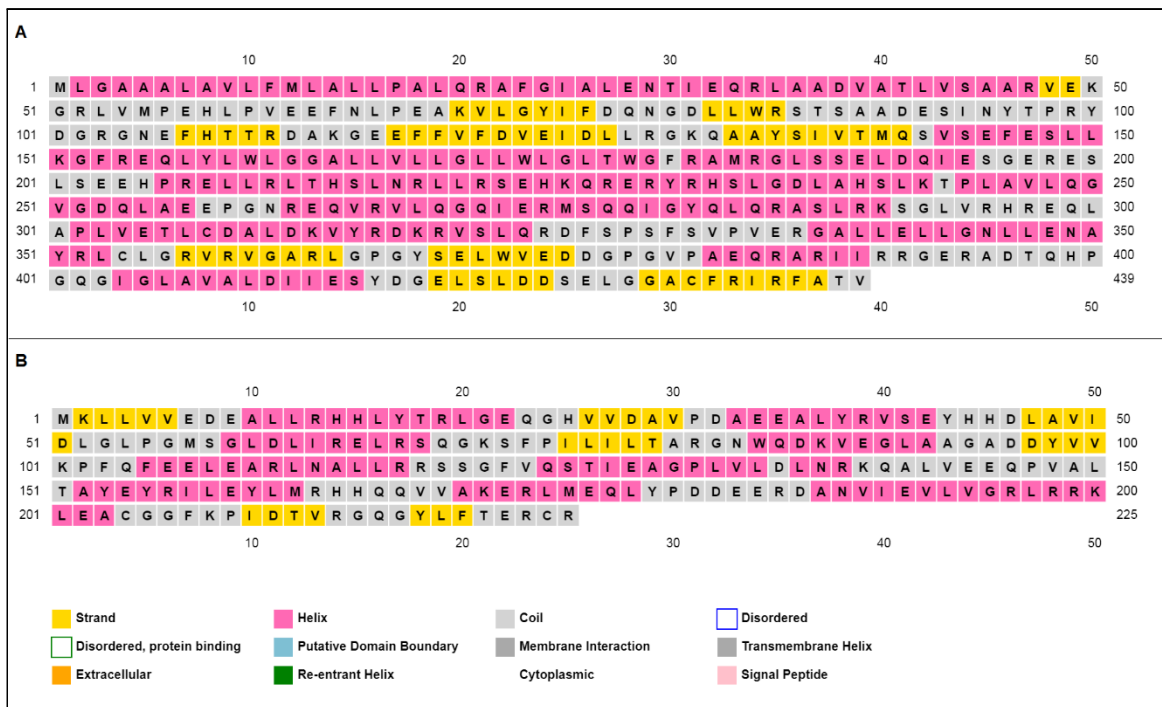 A
10 20 30 40 50
1 M L G A A A L A V L F M L A L L P A L Q R A F G I A L E N T I E Q R L A A D V A T L V S A A R V E K 50
51 G R L V M P E H L P V E E F N L P E A K V L G Y I F D Q N G D L L W R S T S A A D E S I N Y T P R Y 100
101 D G R G N E F H T T R D A K G E E F F V F D V E I D L L R G K Q A A Y S I V T M Q S V S E F E S L L 150
151 K G F R E Q L Y L W L G G A L L V L L G L L W L G L T W G F R A M R G L S S E L D Q I E S G E R E S 200
201 L S E E H P R E L L R L T H S L N R L L R S E H K Q R E R Y R H S L G D L A H S L K T P L A V L Q G 250
251 V G D Q L A E E P G N R E Q V R V L Q G Q I E R M S Q Q I G Y Q L Q R A S L R K S G L V R H R E Q L 300
301 A P L V E T L C D A L D K V Y R D K R V S L Q R D F S P S F S V P V E R G A L L E L L G N L L E N A 350
351 Y R L C L G R V R V G A R L G P G Y S E L W V E D D G P G V P A E Q R A R I I R R G E R A D T Q H P 400
401 G Q G I G L A V A L D I I E S Y D G E L S L D D S E L G G A C F R I R F A T V 439
10 20 30 40 50
B
10 20 30 40 50
1 M K L L V V E D E A L L R H H L Y T R L G E Q G H V V D A V P D A E E A L Y R V S E Y H H D L A V I 50
51 D L G L P G M S G L D L I R E L R S Q G K S F P I L I L T A R G N W Q D K V E G L A A G A D D Y V V 100
101 K P F Q F E E L E A R L N A L L R R S S G F V Q S T I E A G P L V L D L N R K Q A L V E E Q P V A L 150
151 T A Y E Y R I L E Y L M R H H Q Q V V A K E R L M E Q L Y P D D E E R D A N V I E V L V G R L R R K 200
201 L E A C G G F K P I D T V R G Q G Y L F T E R C R 225
10 20 30 40 50
Strand Helix Coil Disordered
Disordered, protein binding Putative Domain Boundary Membrane Interaction Transmembrane Helix
Extracellular Re-entrant Helix Cytoplasmic Signal Peptide